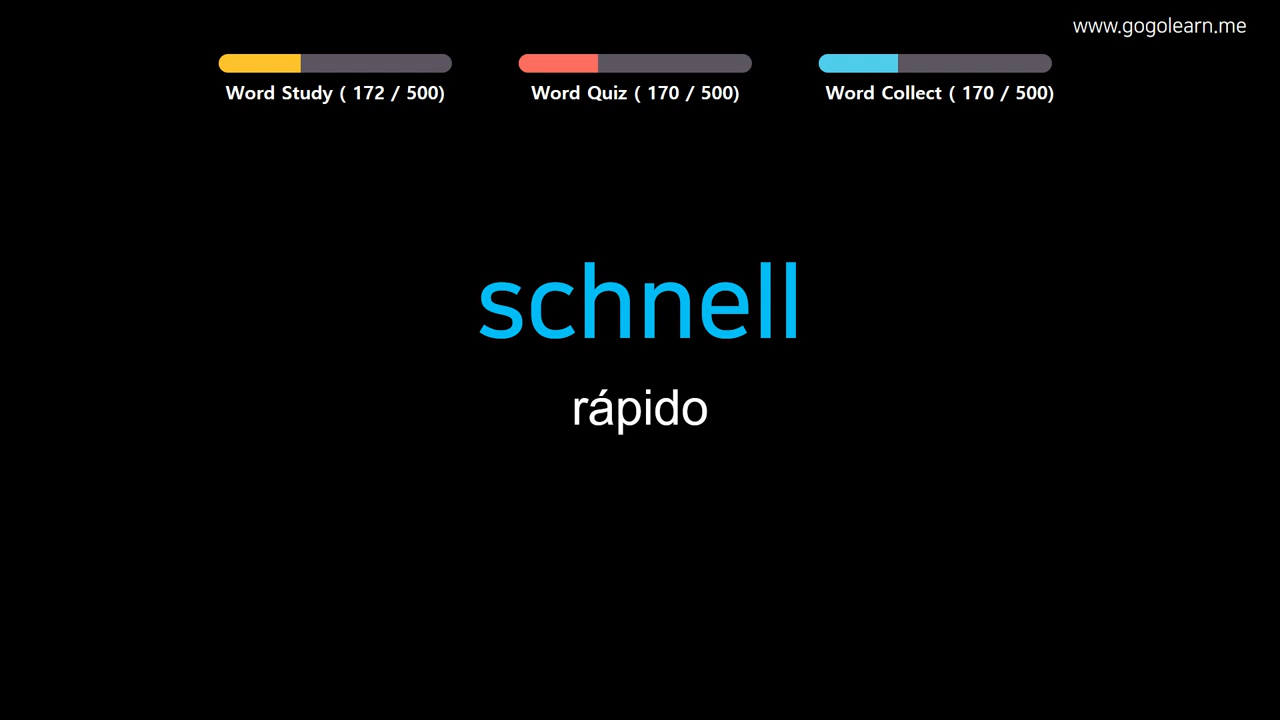 www.gogolearn.me
Word Study ( 172 / 500)
Word Quiz ( 170 / 500)
Word Collect ( 170 / 500)
schnell
rápido